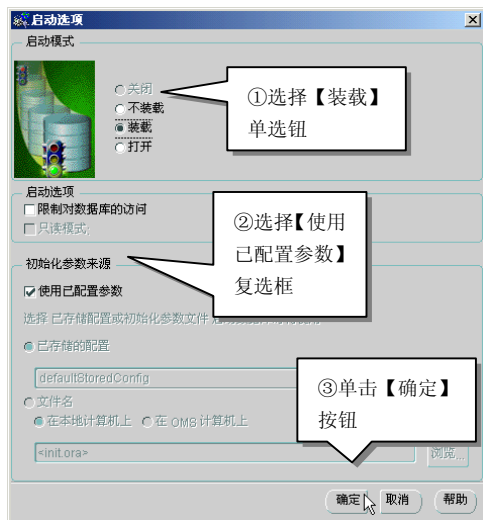 启动选项
启动模式
关闭
不装载
装载
打开
①选择【装载】
单选钮
启动选项
限制对数据库的访问
只读模式
②选择【使用
已配置参数】
复选框
初始化参数来源
使用已配置参数
选择 已存储配置或初始化参数文件
已存储的配置
defaultStoredConfig
文件名
在本地计算机上 在 OMS 计算机上
③单击【确定】
按钮
<init.ora>
浏览...
确定 取消 帮助